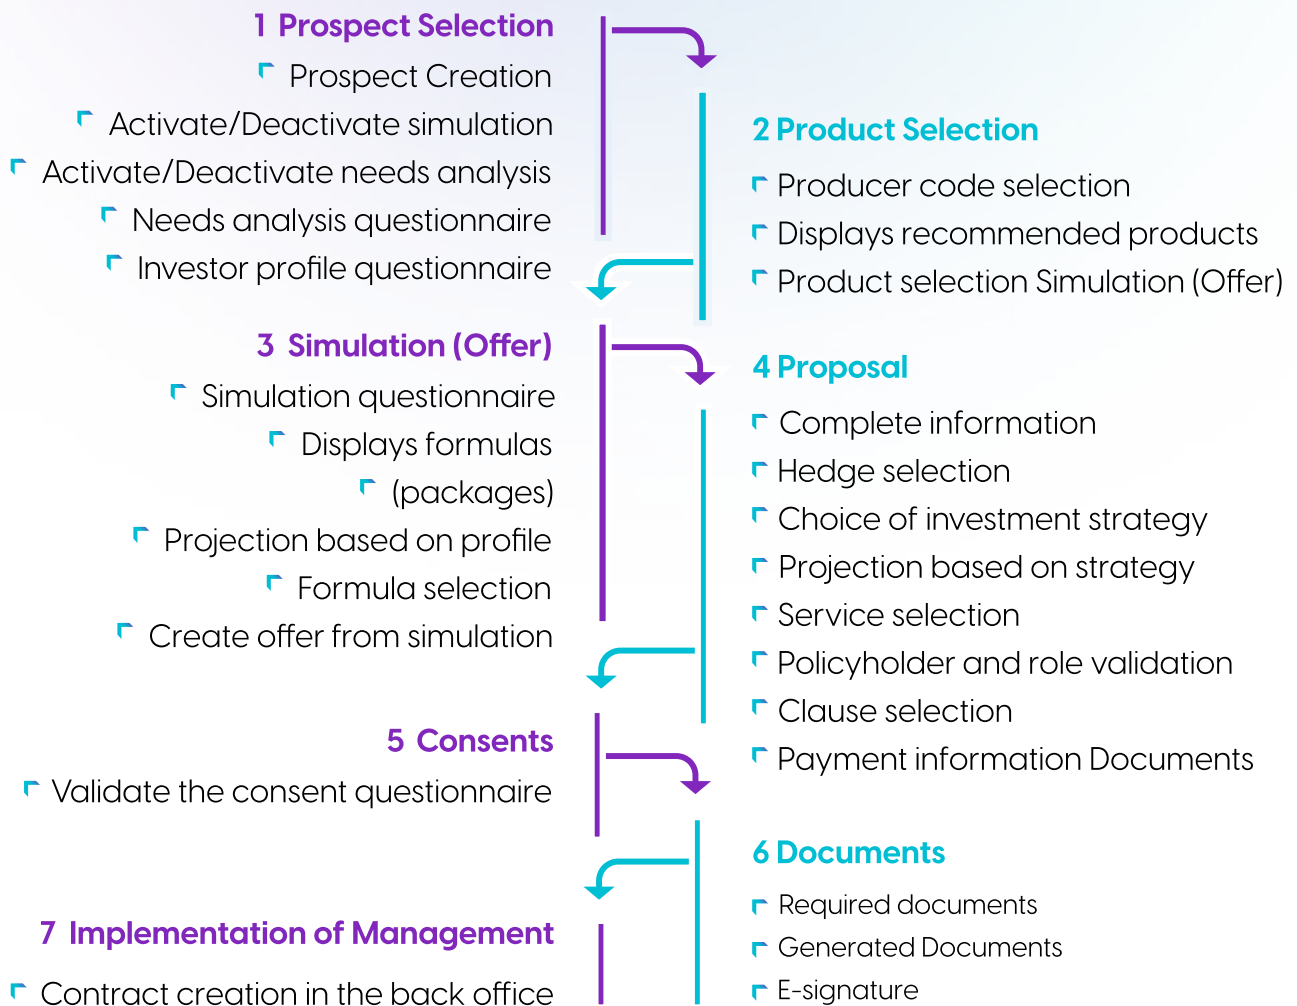 1 Prospect Selection
Prospect Creation
Activate/Deactivate simulation
Activate/Deactivate needs analysis
Needs analysis questionnaire
Investor profile questionnaire
2 Product Selection
Producer code selection
Displays recommended products
Product selection Simulation (Offer)
3 Simulation (Offer)
Simulation questionnaire
Displays formulas
(packages)
Projection based on profile
Formula selection
Create offer from simulation
4 Proposal
Complete information
Hedge selection
Choice of investment strategy
Projection based on strategy
Service selection
Policyholder and role validation
Clause selection
Payment information Documents
5 Consents
Validate the consent questionnaire
6 Documents
Required documents
Generated Documents
E-signature
7 Implementation of Management
Contract creation in the back office